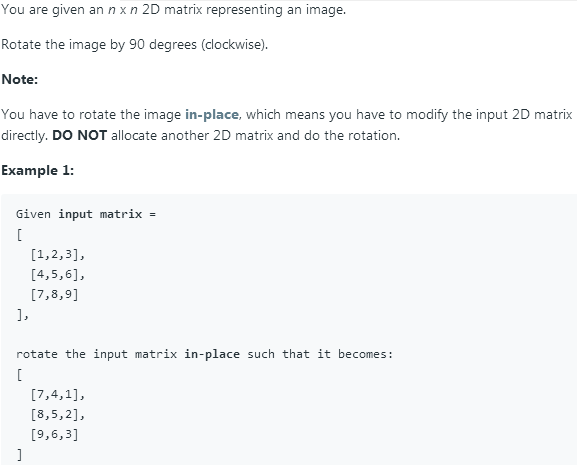 You are given an n x n 2D matrix representing an image.
Rotate the image by 90 degrees (clockwise).
Note:
You have to rotate the image in-place, which means you have to modify the input 2D matrix
directly. DO NOT allocate another 2D matrix and do the rotation.
Example 1:
Given input matrix =
[
[1,2,3],
[4,5,6],
[7,8,9]
],
rotate the input matrix in-place such that it becomes:
[
[7,4,1],
[8,5,2],
[9,6,3]
]